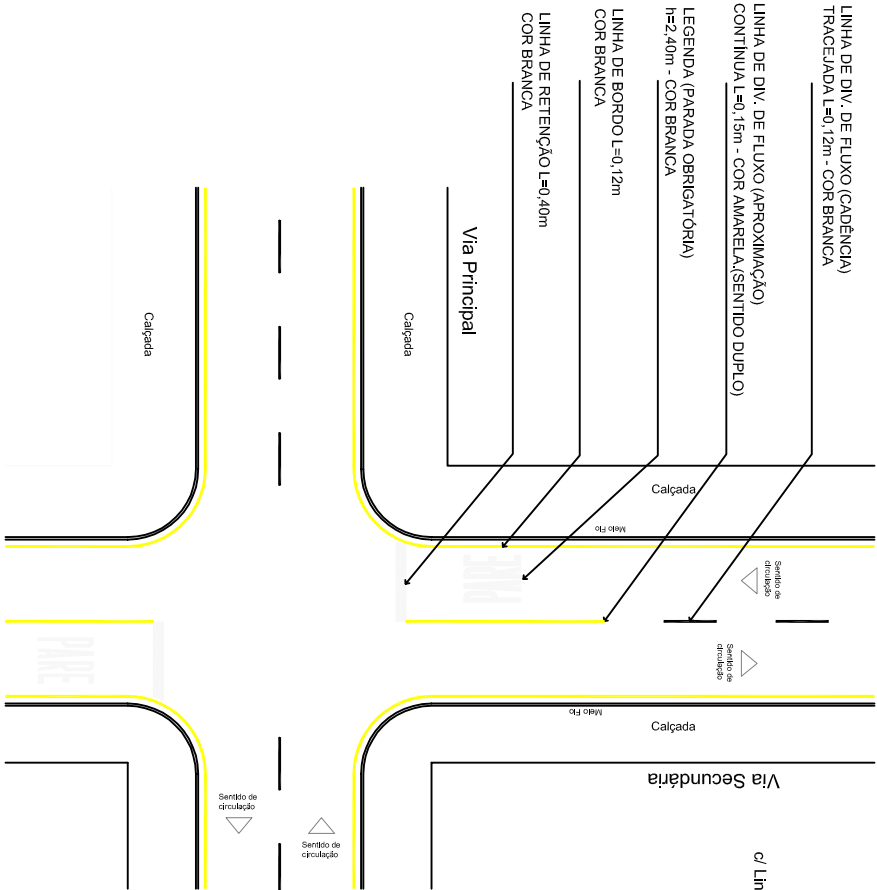 LINHA DE DIV. DE FLUXO (CADÊNCIA)
TRACEJADA L=0,12m - COR BRANCA
LINHA DE DIV. DE FLUXO (APROXIMAÇÃO)
CONTÍNUA L=0,15m - COR AMARELA.(SENTIDO DUPLO)
LEGENDA (PARADA OBRIGATÓRIA)
h=2,40m - COR BRANCA
LINHA DE BORDO L=0,12m
COR BRANCA
LINHA DE RETENÇÃO L=0,40m
COR BRANCA
Via Principal
Calçada
Calçada
Calçada
Meio Fio
PARE
Sentido de
circulação
Sentido de
circulação
PARE
Meio Fio
Calçada
Via Secundária
Sentido de
circulação
Sentido de
circulação
c/ Lin